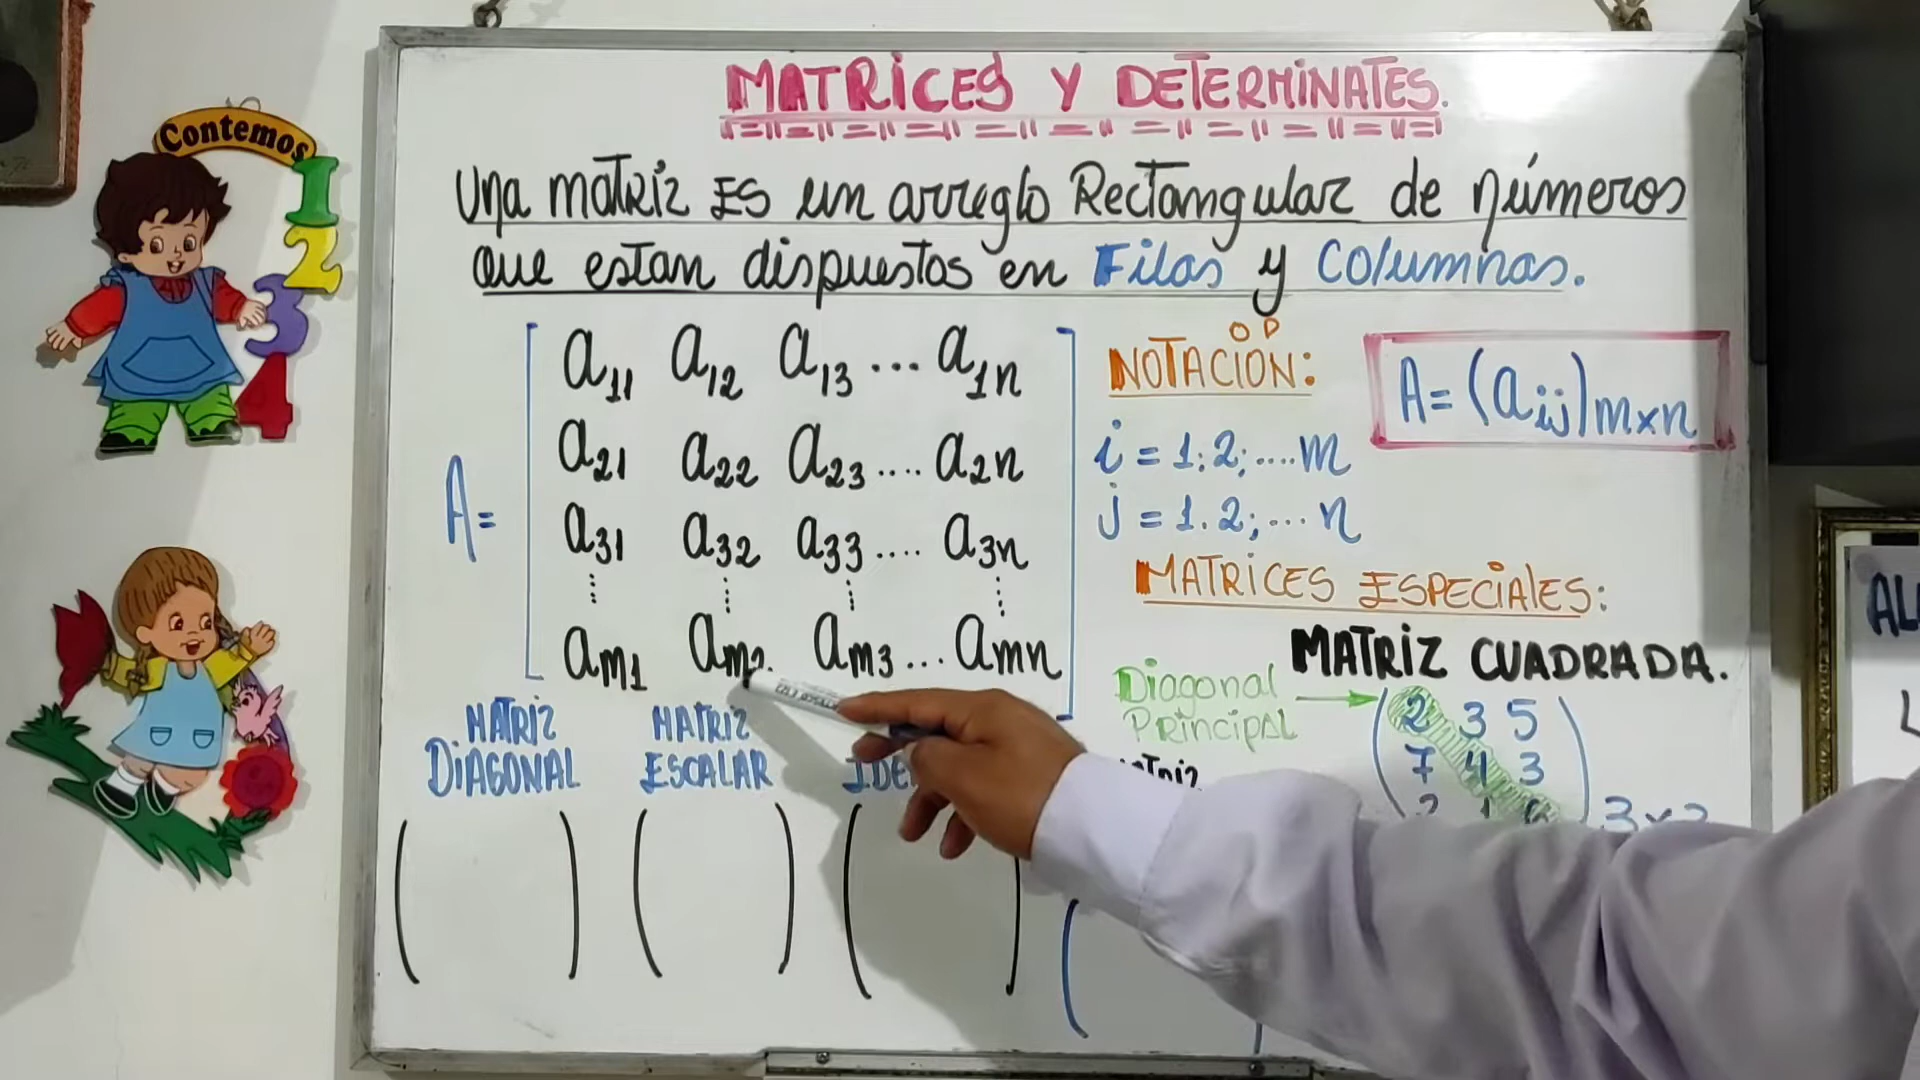 MATRICES Y DETERMINATES.
Una matriz es un arreglo Rectangular de números
que estan dispuestos en Filas y Columnas.
A=
a11 a12 a13 ... a1n
a21 a22 a23 .... a2n
a31 a32 a33 .... a3n
am1 am2 am3 ... amn
NOTACIÓN:
A=(aij)mxn
i = 1; 2; .... m
j = 1. 2; ... n
MATRICES ESPECIALES:
MATRIZ CUADRADA.
Diagonal
Principal
2 3 5
7 4 3
MATRIZ
DIAGONAL
MATRIZ
ESCALAR
Contemos
1
2
3
4